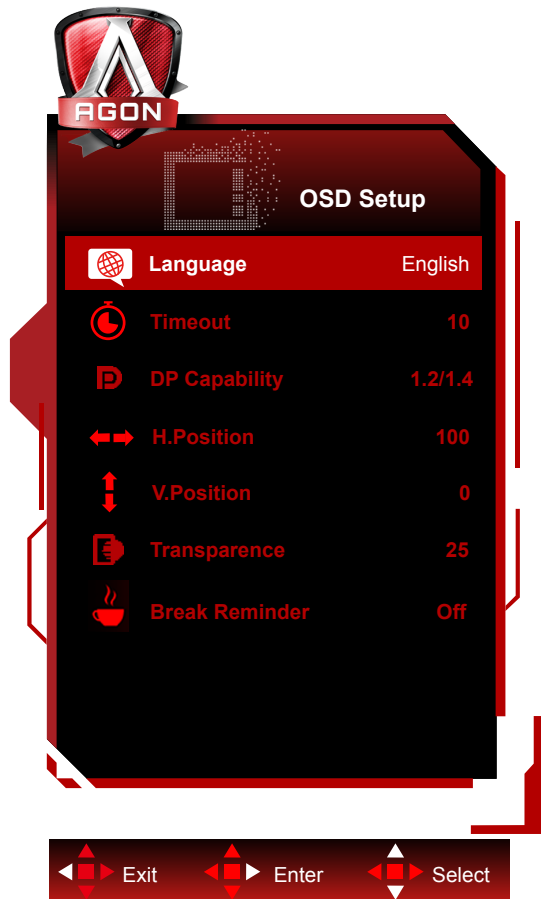 AGON
OSD Setup
Language English
Timeout 10
DP Capability 1.2/1.4
H.Position 100
V.Position 0
Transparence 25
Break Reminder Off
Exit Enter Select